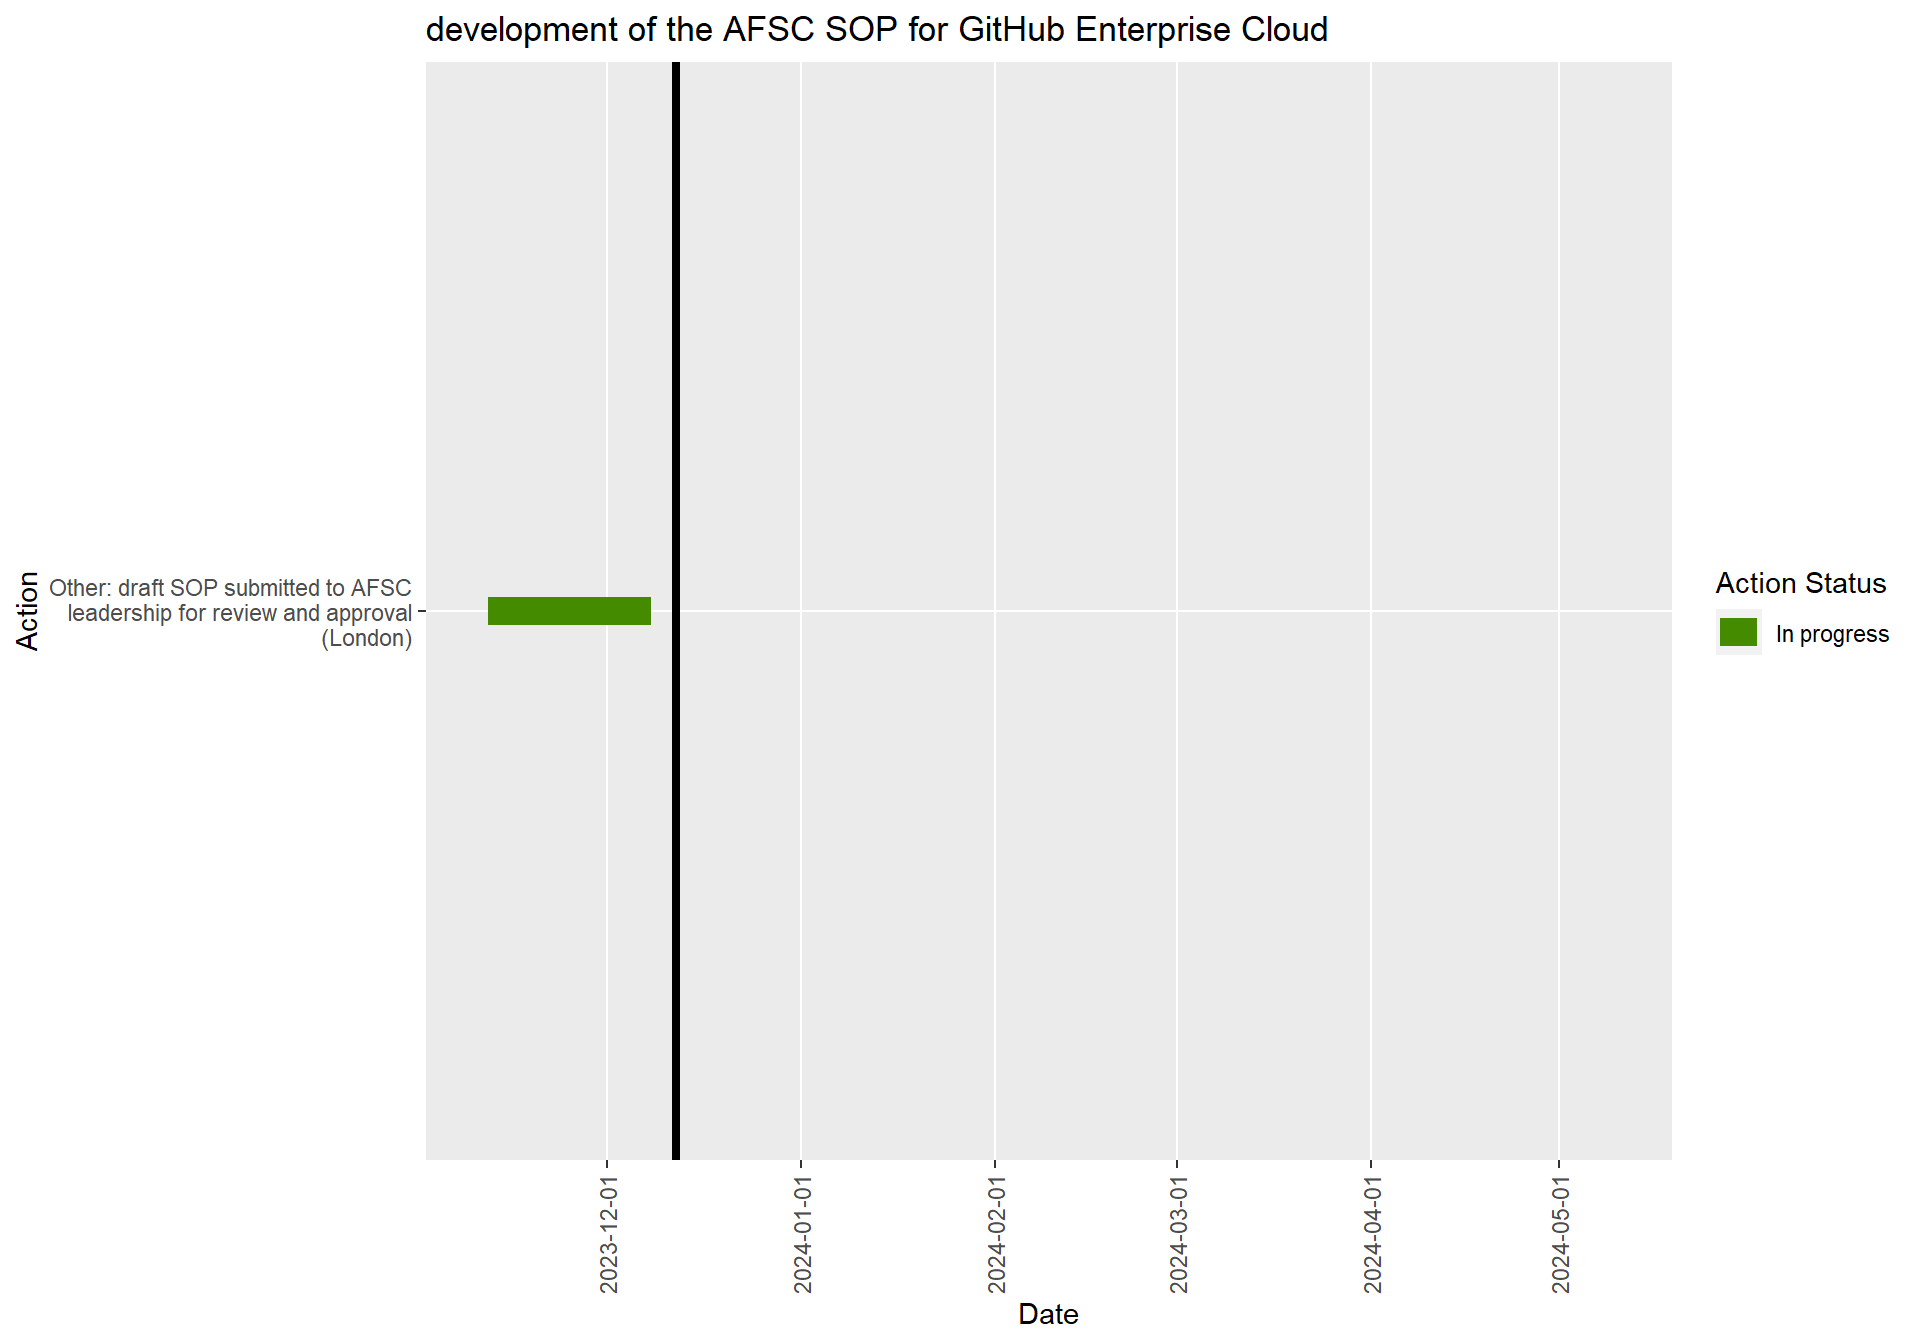 development of the AFSC SOP for GitHub Enterprise Cloud
Action
Other: draft SOP submitted to AFSC
leadership for review and approval
(London)
Action Status
In progress
2023-12-01
2024-01-01
2024-02-01
2024-03-01
2024-04-01
2024-05-01
Date